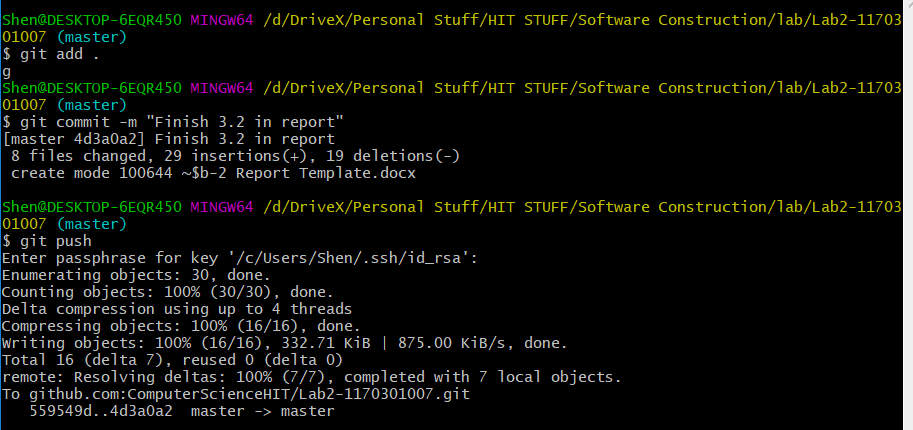 Shen@DESKTOP-6EQR450 MINGW64 /d/DriveX/Personal Stuff/HIT STUFF/Software Construction/lab/Lab2-11703
01007 (master)
$ git add .
g
Shen@DESKTOP-6EQR450 MINGW64 /d/DriveX/Personal Stuff/HIT STUFF/Software Construction/lab/Lab2-11703
01007 (master)
$ git commit -m "Finish 3.2 in report"
[master 4d3a0a2] Finish 3.2 in report
 8 files changed, 29 insertions(+), 19 deletions(-)
 create mode 100644 ~$b-2 Report Template.docx
Shen@DESKTOP-6EQR450 MINGW64 /d/DriveX/Personal Stuff/HIT STUFF/Software Construction/lab/Lab2-11703
01007 (master)
$ git push
Enter passphrase for key '/c/Users/Shen/.ssh/id_rsa':
Enumerating objects: 30, done.
Counting objects: 100% (30/30), done.
Delta compression using up to 4 threads
Compressing objects: 100% (16/16), done.
Writing objects: 100% (16/16), 332.71 KiB | 875.00 KiB/s, done.
Total 16 (delta 7), reused 0 (delta 0)
remote: Resolving deltas: 100% (7/7), completed with 7 local objects.
To github.com:ComputerScienceHIT/Lab2-1170301007.git
   559549d..4d3a0a2  master -> master